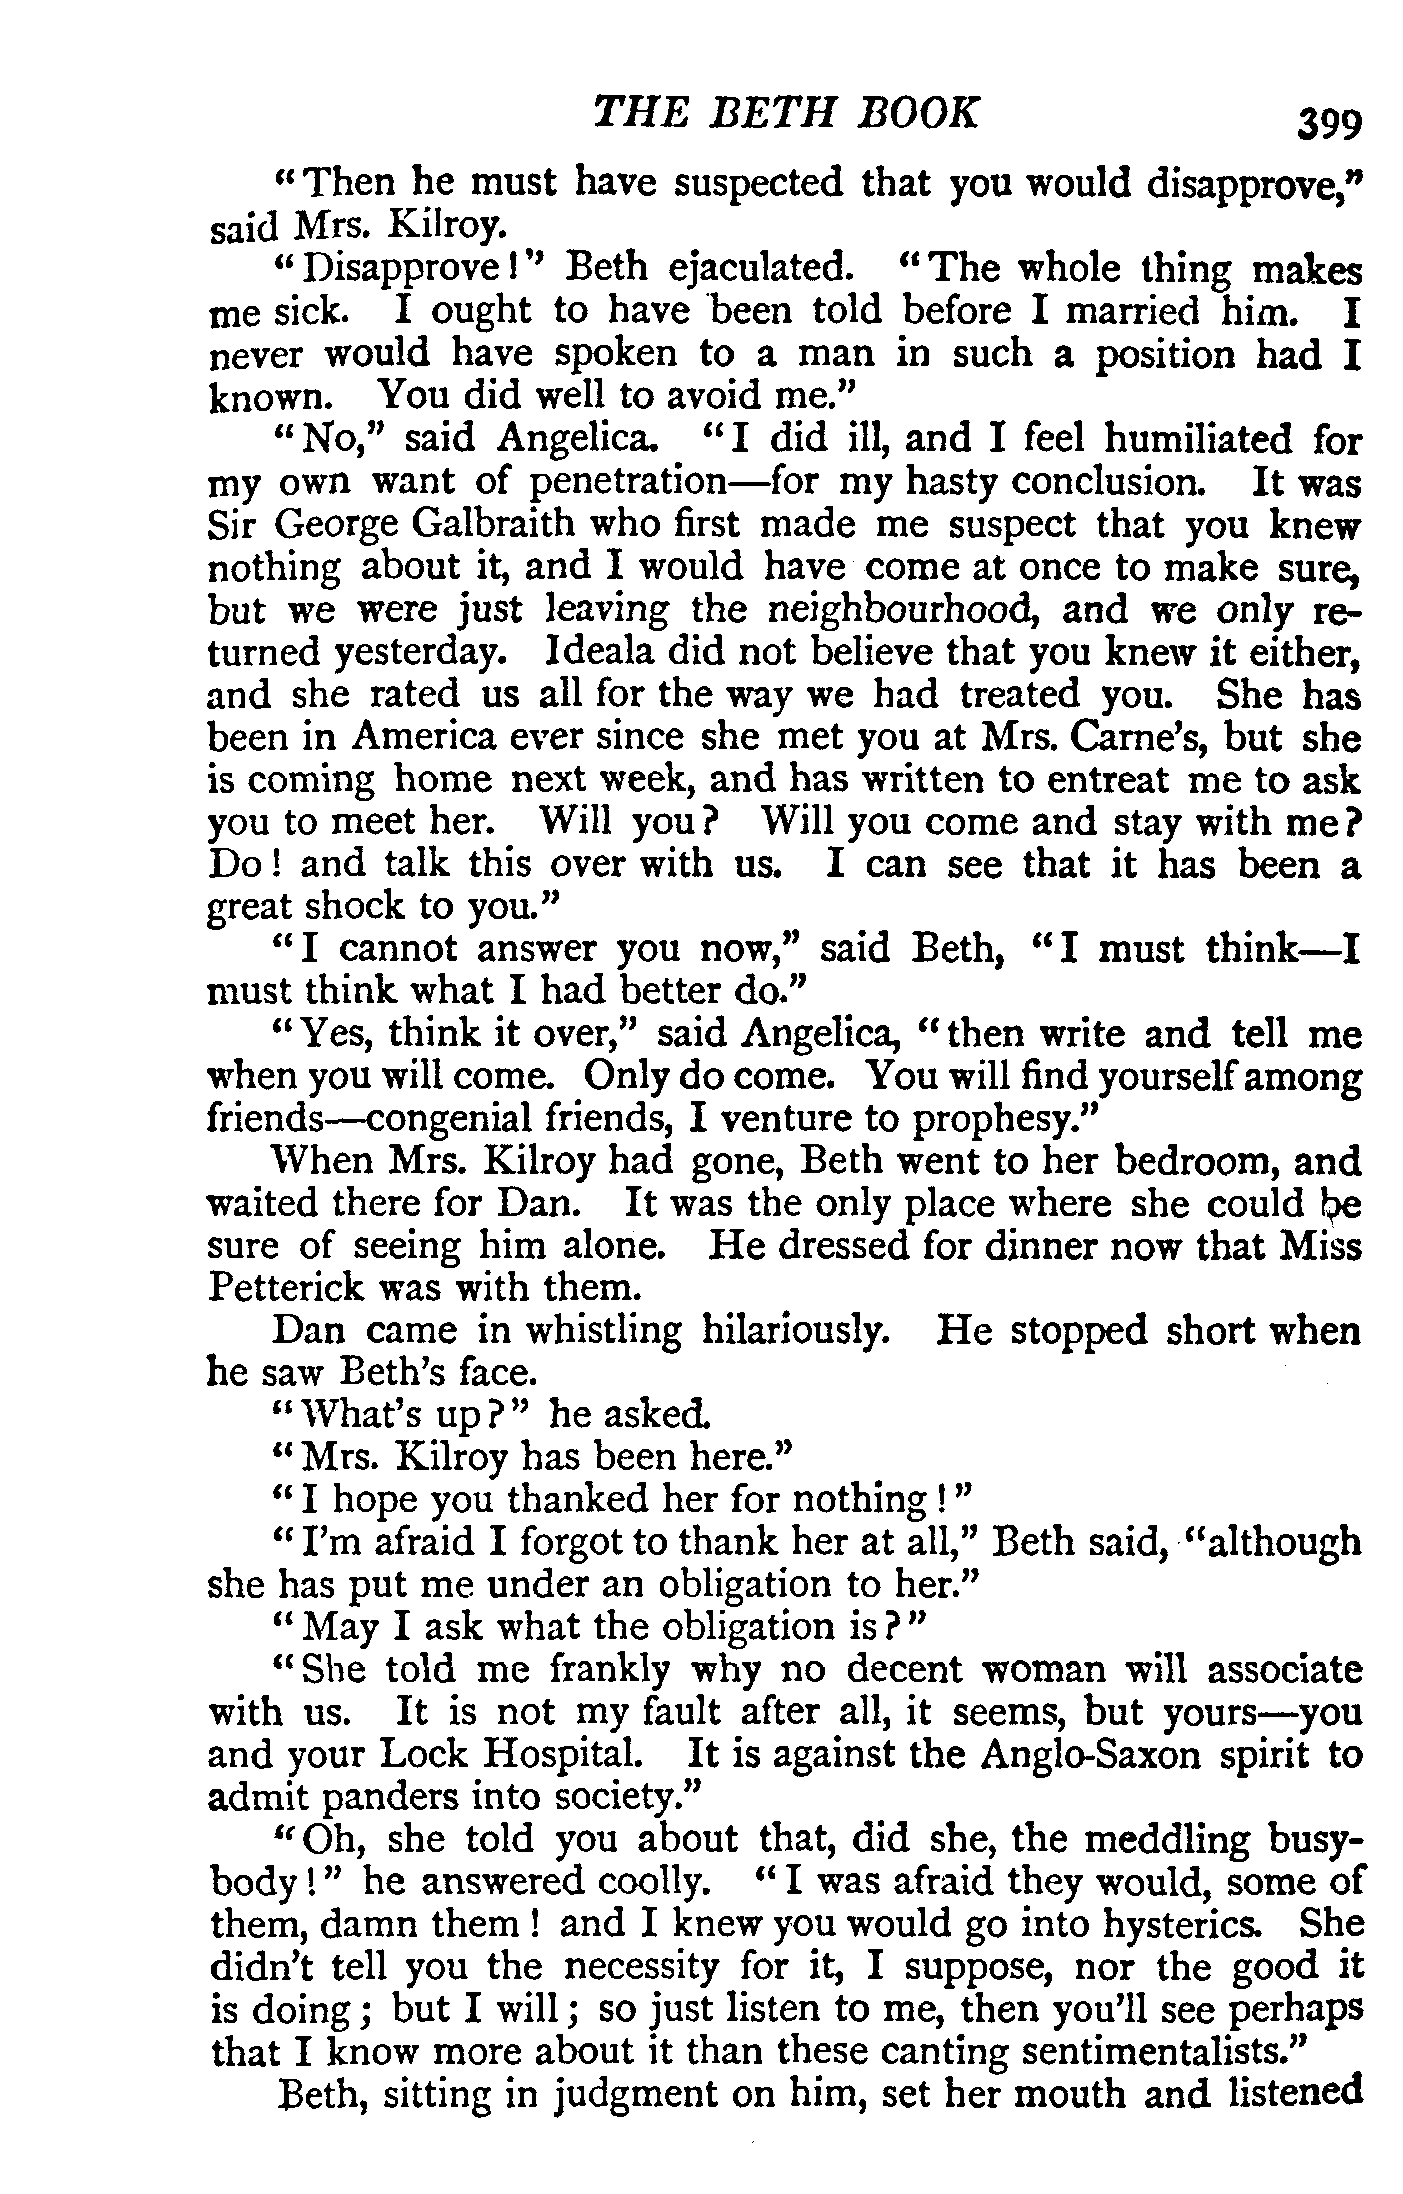 THE BETH BOOK 399
"Then he must have suspected that you would disapprove,"
said Mrs. Kilroy.
"Disapprove!" Beth ejaculated. "The whole thing makes
me sick. I ought to have been told before I married him. I
never would have spoken to a man in such a position had I
known. You did well to avoid me."
"No," said Angelica. "I did ill, and I feel humiliated for
my own want of penetration—for my hasty conclusion. It was
Sir George Galbraith who first made me suspect that you knew
nothing about it, and I would have come at once to make sure,
but we were just leaving the neighbourhood, and we only re-
turned yesterday. Ideala did not believe that you knew it either,
and she rated us all for the way we had treated you. She has
been in America ever since she met you at Mrs. Carne's, but she
is coming home next week, and has written to entreat me to ask
you to meet her. Will you? Will you come and stay with me?
Do! and talk this over with us. I can see that it has been a
great shock to you."
"I cannot answer you now," said Beth, "I must think—I
must think what I had better do."
"Yes, think it over," said Angelica, "then write and tell me
when you will come. Only do come. You will find yourself among
friends—congenial friends, I venture to prophesy."
When Mrs. Kilroy had gone, Beth went to her bedroom, and
waited there for Dan. It was the only place where she could be
sure of seeing him alone. He dressed for dinner now that Miss
Petterick was with them.
Dan came in whistling hilariously. He stopped short when
he saw Beth's face.
"What's up?" he asked.
"Mrs. Kilroy has been here."
"I hope you thanked her for nothing!"
"I'm afraid I forgot to thank her at all," Beth said, "although
she has put me under an obligation to her."
"May I ask what the obligation is?"
"She told me frankly why no decent woman will associate
with us. It is not my fault after all, it seems, but yours—you
and your Lock Hospital. It is against the Anglo-Saxon spirit to
admit panders into society."
"Oh, she told you about that, did she, the meddling busy-
body!" he answered coolly. "I was afraid they would, some of
them, damn them! and I knew you would go into hysterics. She
didn't tell you the necessity for it, I suppose, nor the good it
is doing; but I will; so just listen to me, then you'll see perhaps
that I know more about it than these canting sentimentalists."
Beth, sitting in judgment on him, set her mouth and listened